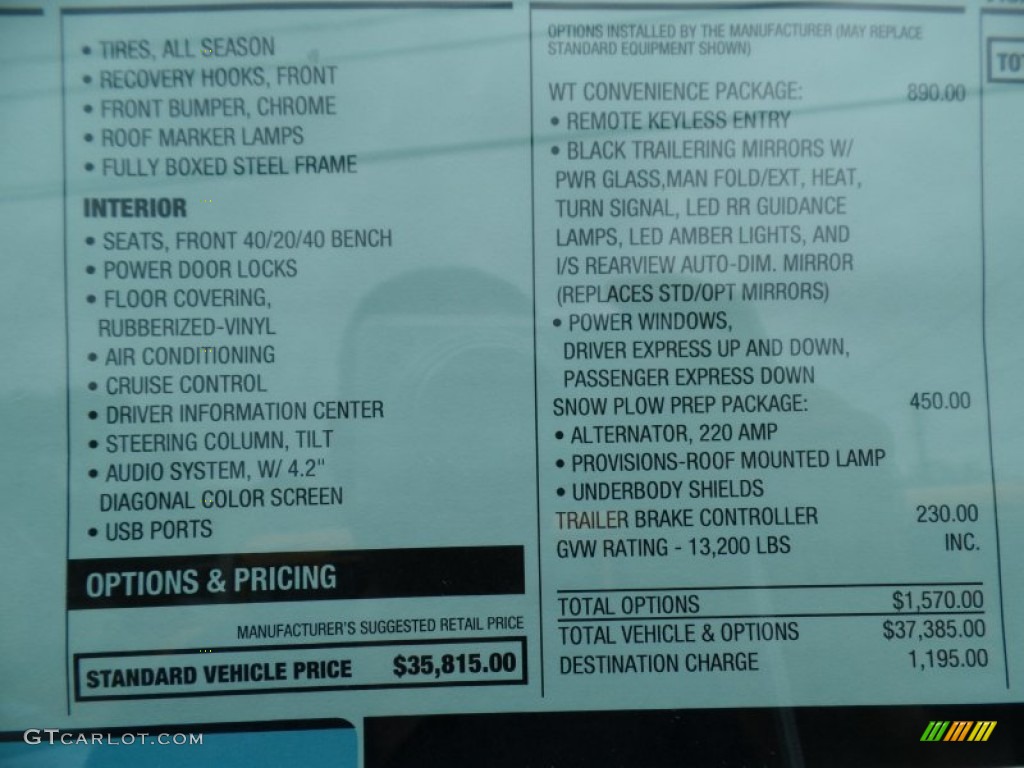 • TIRES, ALL SEASON
• RECOVERY HOOKS, FRONT
• FRONT BUMPER, CHROME
• ROOF MARKER LAMPS
• FULLY BOXED STEEL FRAME
INTERIOR
• SEATS, FRONT 40/20/40 BENCH
• POWER DOOR LOCKS
• FLOOR COVERING,
RUBBERIZED-VINYL
• AIR CONDITIONING
• CRUISE CONTROL
• DRIVER INFORMATION CENTER
• STEERING COLUMN, TILT
• AUDIO SYSTEM, W/ 4.2"
DIAGONAL COLOR SCREEN
• USB PORTS
OPTIONS & PRICING
MANUFACTURER'S SUGGESTED RETAIL PRICE
STANDARD VEHICLE PRICE $35,815.00
OPTIONS INSTALLED BY THE MANUFACTURER (MAY REPLACE
STANDARD EQUIPMENT SHOWN)
WT CONVENIENCE PACKAGE: 890.00
• REMOTE KEYLESS ENTRY
• BLACK TRAILERING MIRRORS W/
PWR GLASS,MAN FOLD/EXT, HEAT,
TURN SIGNAL, LED RR GUIDANCE
LAMPS, LED AMBER LIGHTS, AND
I/S REARVIEW AUTO-DIM. MIRROR
(REPLACES STD/OPT MIRRORS)
• POWER WINDOWS,
DRIVER EXPRESS UP AND DOWN,
PASSENGER EXPRESS DOWN
SNOW PLOW PREP PACKAGE: 450.00
• ALTERNATOR, 220 AMP
• PROVISIONS-ROOF MOUNTED LAMP
• UNDERBODY SHIELDS
TRAILER BRAKE CONTROLLER 230.00
GVW RATING - 13,200 LBS INC.
TOTAL OPTIONS $1,570.00
TOTAL VEHICLE & OPTIONS $37,385.00
DESTINATION CHARGE 1,195.00
GTCARLOT.COM